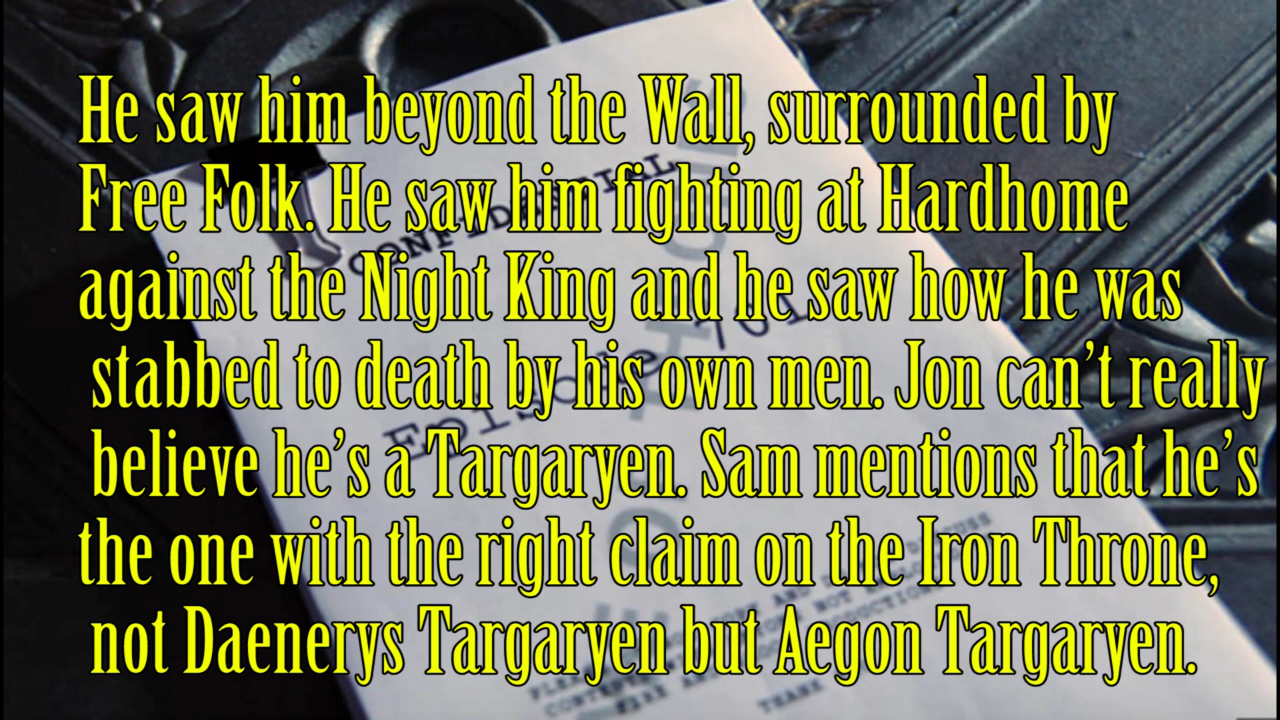 He saw him beyond the Wall, surrounded by
Free Folk. He saw him fighting at Hardhome
against the Night King and he saw how he was
stabbed to death by his own men. Jon can’t really
believe he’s a Targaryen. Sam mentions that he’s
the one with the right claim on the Iron Throne,
not Daenerys Targaryen but Aegon Targaryen.
CONFIDENTIAL
Episode 701